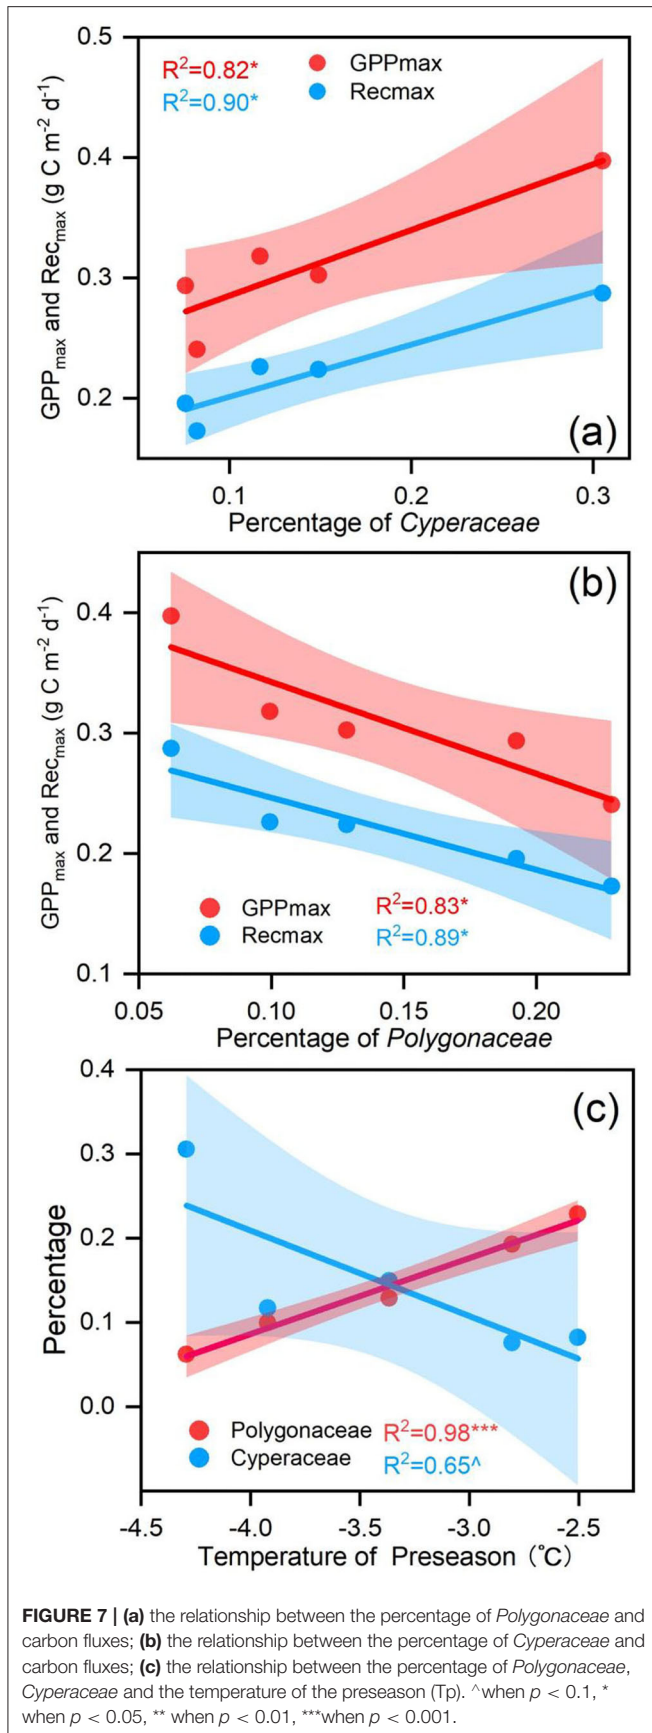 0.5
R²=0.82*
GPPmax
R²=0.90*
Recmax
0.4
0.3
0.2
GPPmax and Recmax (g C m⁻² d⁻¹)
(a)
0.1 0.2 0.3
Percentage of Cyperaceae
(b)
0.4
0.3
0.2
0.1
GPPmax and Recmax (g C m⁻² d⁻¹)
GPPmax R²=0.83*
Recmax R²=0.89*
0.05 0.10 0.15 0.20
Percentage of Polygonaceae
0.4
(c)
0.3
0.2
0.1
0.0
Percentage
Polygonaceae R²=0.98***
Cyperaceae R²=0.65^
-4.5 -4.0 -3.5 -3.0 -2.5
Temperature of Preseason (℃)
FIGURE 7 | (a) the relationship between the percentage of Polygonaceae and
carbon fluxes; (b) the relationship between the percentage of Cyperaceae and
carbon fluxes; (c) the relationship between the percentage of Polygonaceae,
Cyperaceae and the temperature of the preseason (Tp). ^when p < 0.1, *
when p < 0.05, ** when p < 0.01, ***when p < 0.001.